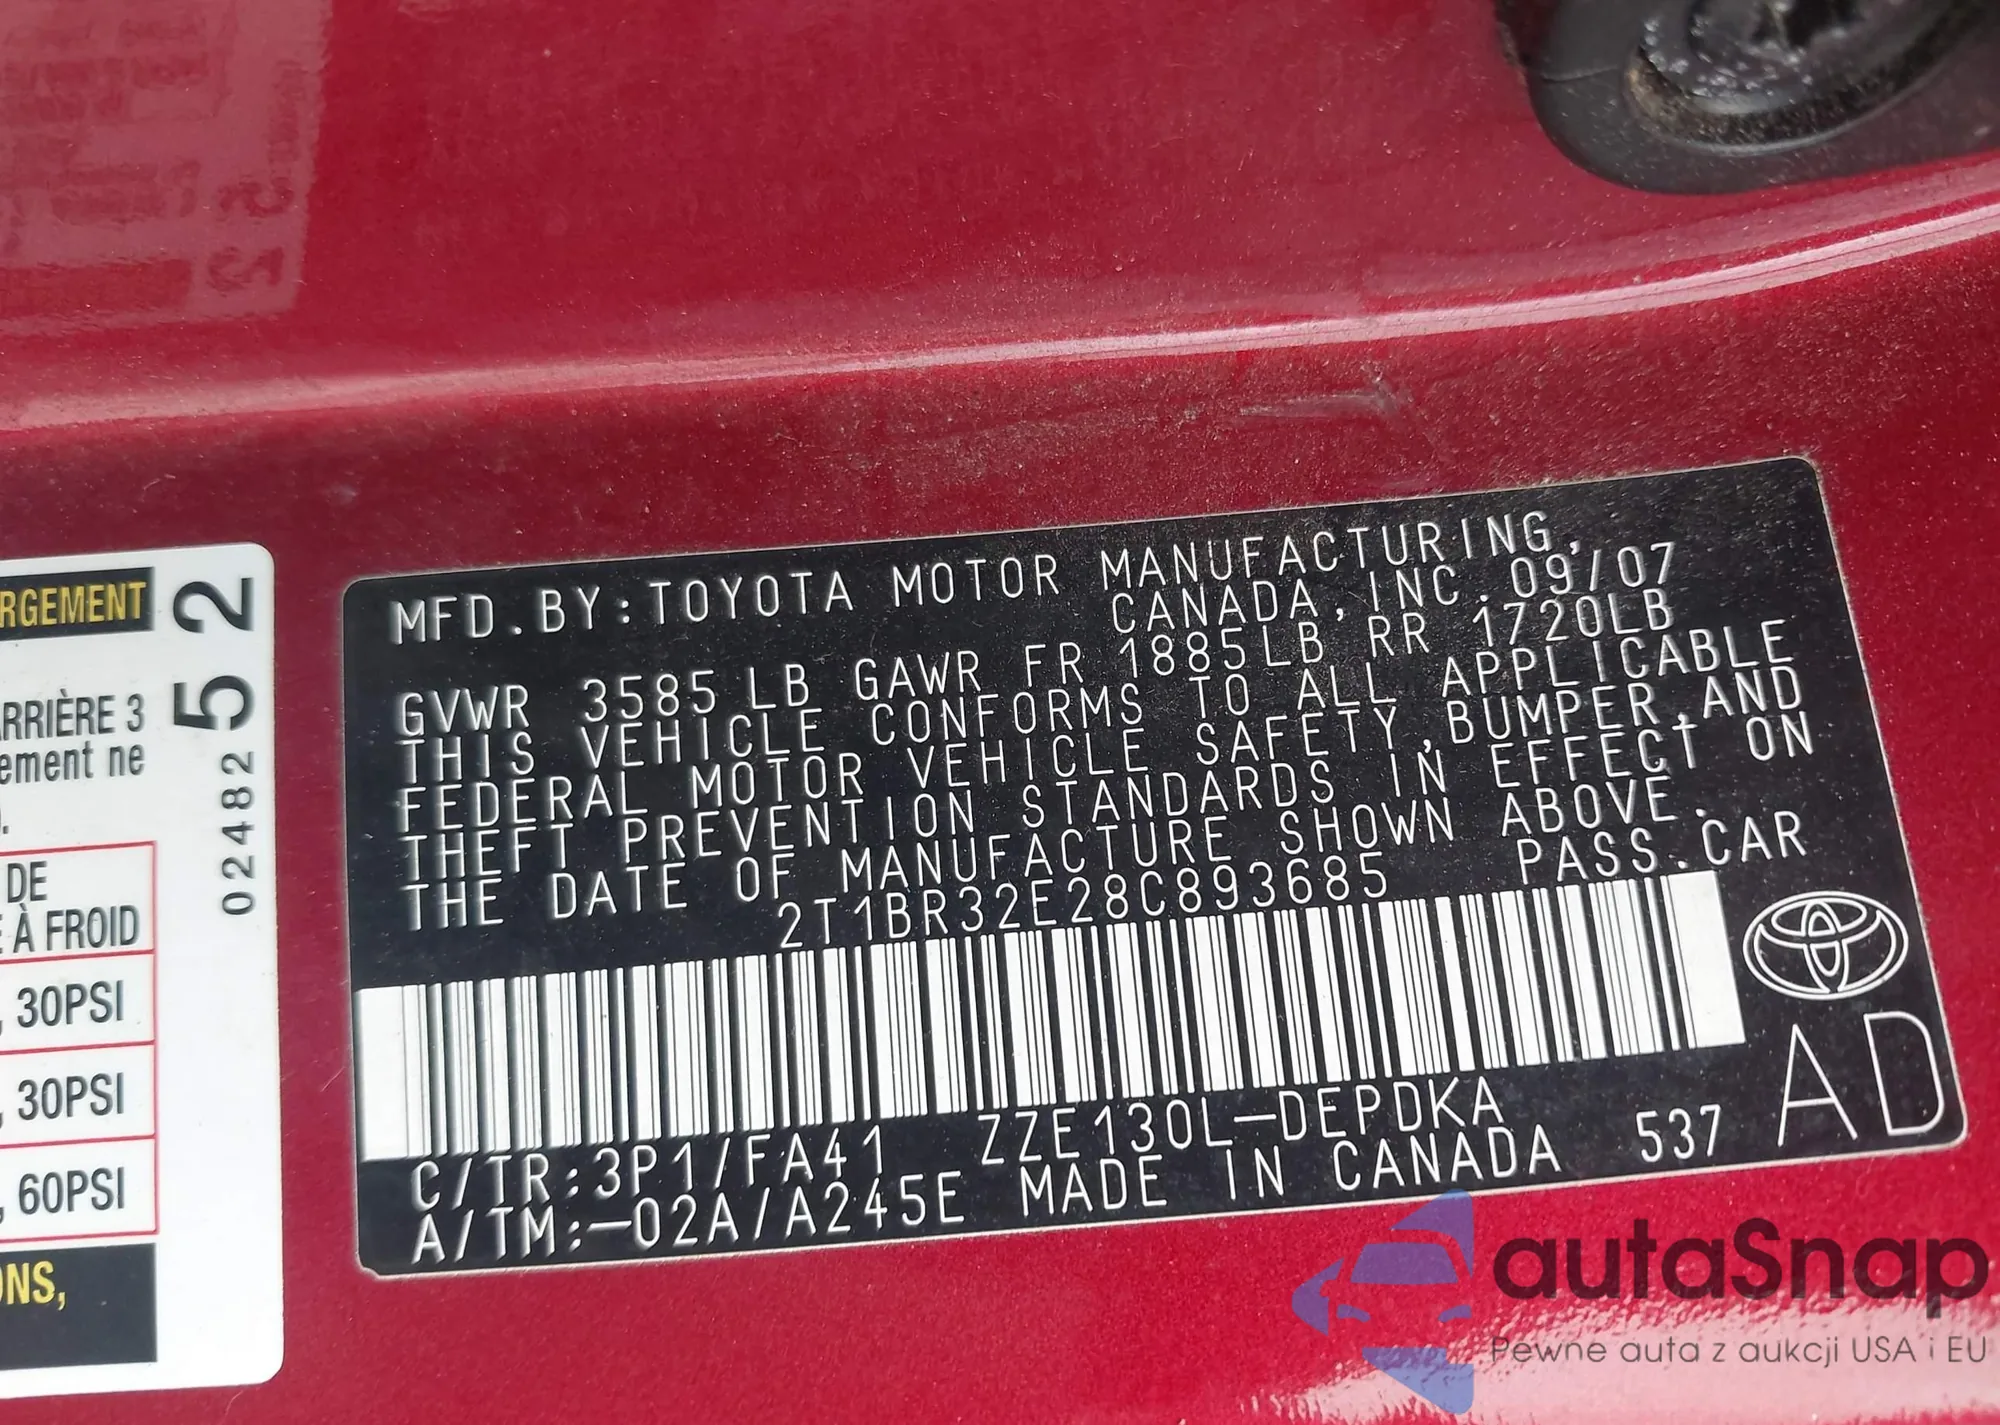 RGEMENT
ARRIÈRE 3
ement ne
DE
À FROID
, 30PSI
, 30PSI
, 60PSI
ONS,
02482 52
MFD.BY:TOYOTA MOTOR MANUFACTURING,
CANADA,INC.09/07
GVWR 3585LB GAWR FR 1885LB RR 1720LB
THIS VEHICLE CONFORMS TO ALL APPLICABLE
FEDERAL MOTOR VEHICLE SAFETY,BUMPER,AND
THEFT PREVENTION STANDARDS IN EFFECT ON
THE DATE OF MANUFACTURE SHOWN ABOVE.
2T1BR32E28C893685 PASS.CAR
C/TR:3P1/FA41 ZZE130L-DEPDKA
A/TM:-02A/A245E MADE IN CANADA 537
AD
autaSnap
Pewne auta z aukcji USA i EU